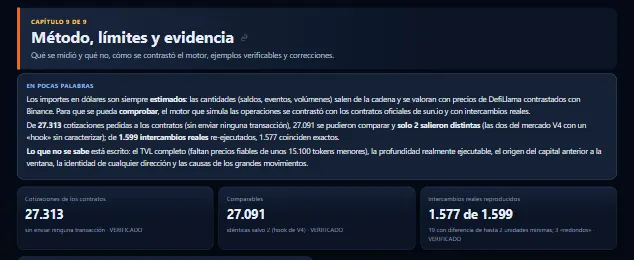 CAPÍTULO 9 DE 9
Método, límites y evidencia
Qué se midió y qué no, cómo se contrastó el motor, ejemplos verificables y correcciones.
EN POCAS PALABRAS
Los importes en dólares son siempre estimados: las cantidades (saldos, eventos, volúmenes) salen de la cadena y se valoran con precios de DefiLlama contrastados con
Binance. Para que se pueda comprobar, el motor que simula las operaciones se contrastó con los contratos oficiales de sun.io y con intercambios reales.
De 27.313 cotizaciones pedidas a los contratos (sin enviar ninguna transacción), 27.091 se pudieron comparar y solo 2 salieron distintas (las dos del mercado V4 con un
«hook» sin caracterizar); de 1.599 intercambios reales re-ejecutados, 1.577 coinciden exactos.
Lo que no se sabe está escrito: el TVL completo (faltan precios fiables de unos 15.100 tokens menores), la profundidad realmente ejecutable, el origen del capital anterior a la
ventana, la identidad de cualquier dirección y las causas de los grandes movimientos.
Cotizaciones de los contratos
27.313
sin enviar ninguna transacción · VERIFICADO
Comparables
27.091
idénticas salvo 2 (hook de V4) · VERIFICADO
Intercambios reales reproducidos
1.577 de 1.599
19 con diferencia de hasta 2 unidades mínimas; 3 «redondos»
VERIFICADO